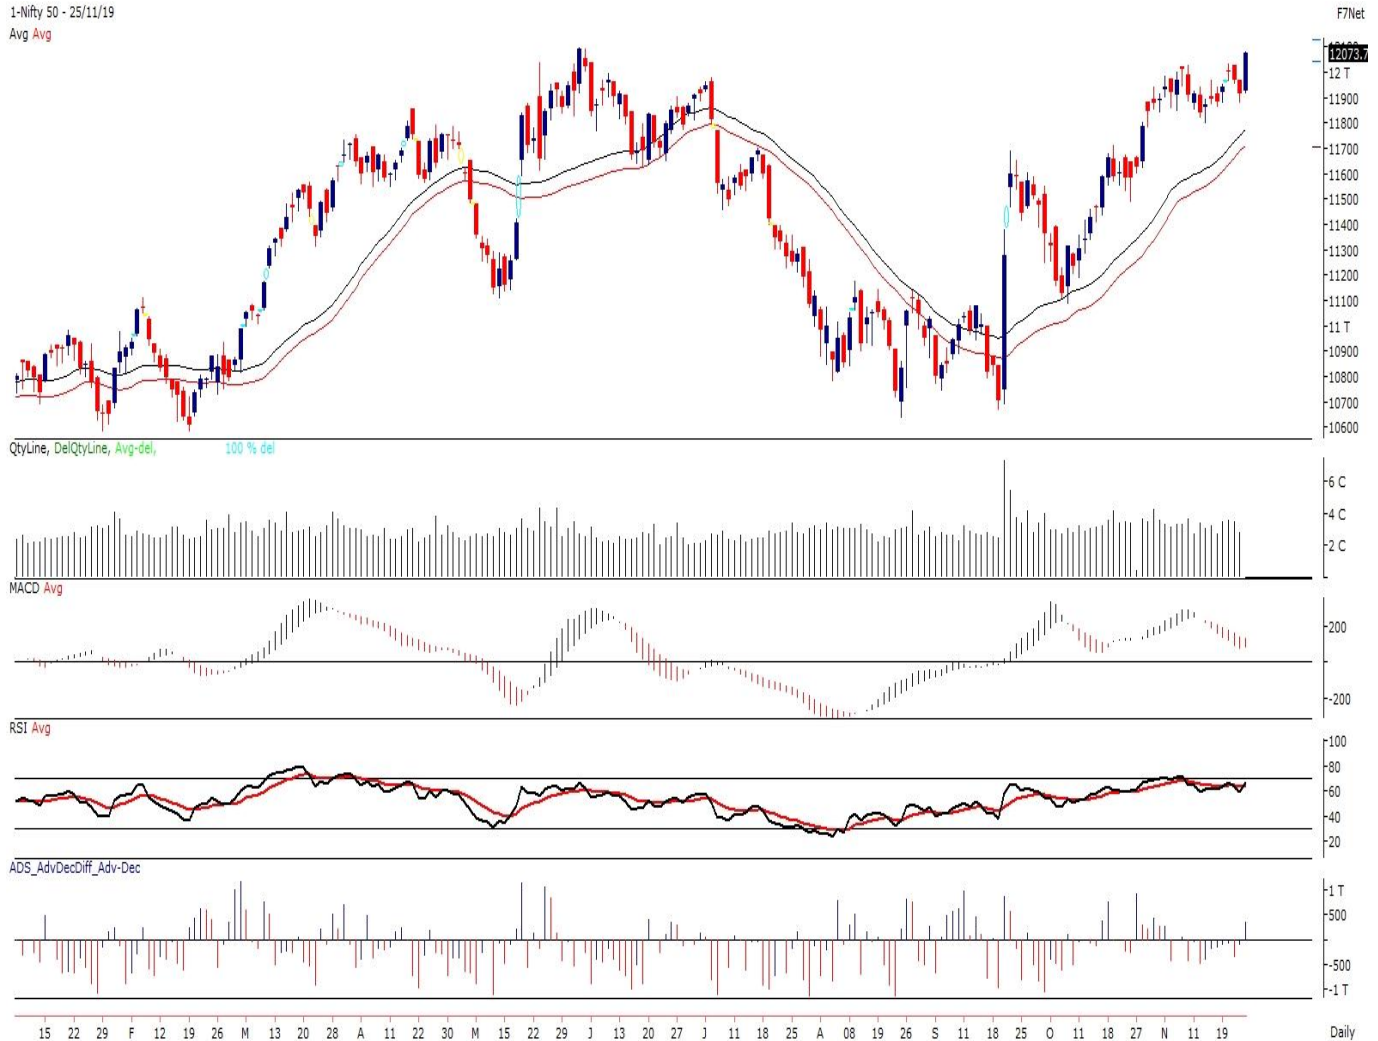 1-Nifty 50 - 25/11/19 F7Net
Avg Avg
12073.7
12 T
11900
11800
11700
11600
11500
11400
11300
11200
11100
11 T
10900
10800
10700
10600
QtyLine, DelQtyLine, Avg-del, 100 % del
6 C
4 C
2 C
MACD Avg
200
-200
RSI Avg
100
80
60
40
20
ADS_AdvDecDiff_Adv-Dec
1 T
500
-500
-1 T
15 22 29 F 12 19 26 M 11 20 28 A 11 22 30 M 15 22 29 J 13 20 27 J 11 18 25 A 08 19 26 S 11 18 25 O 11 18 27 N 11 19 Daily